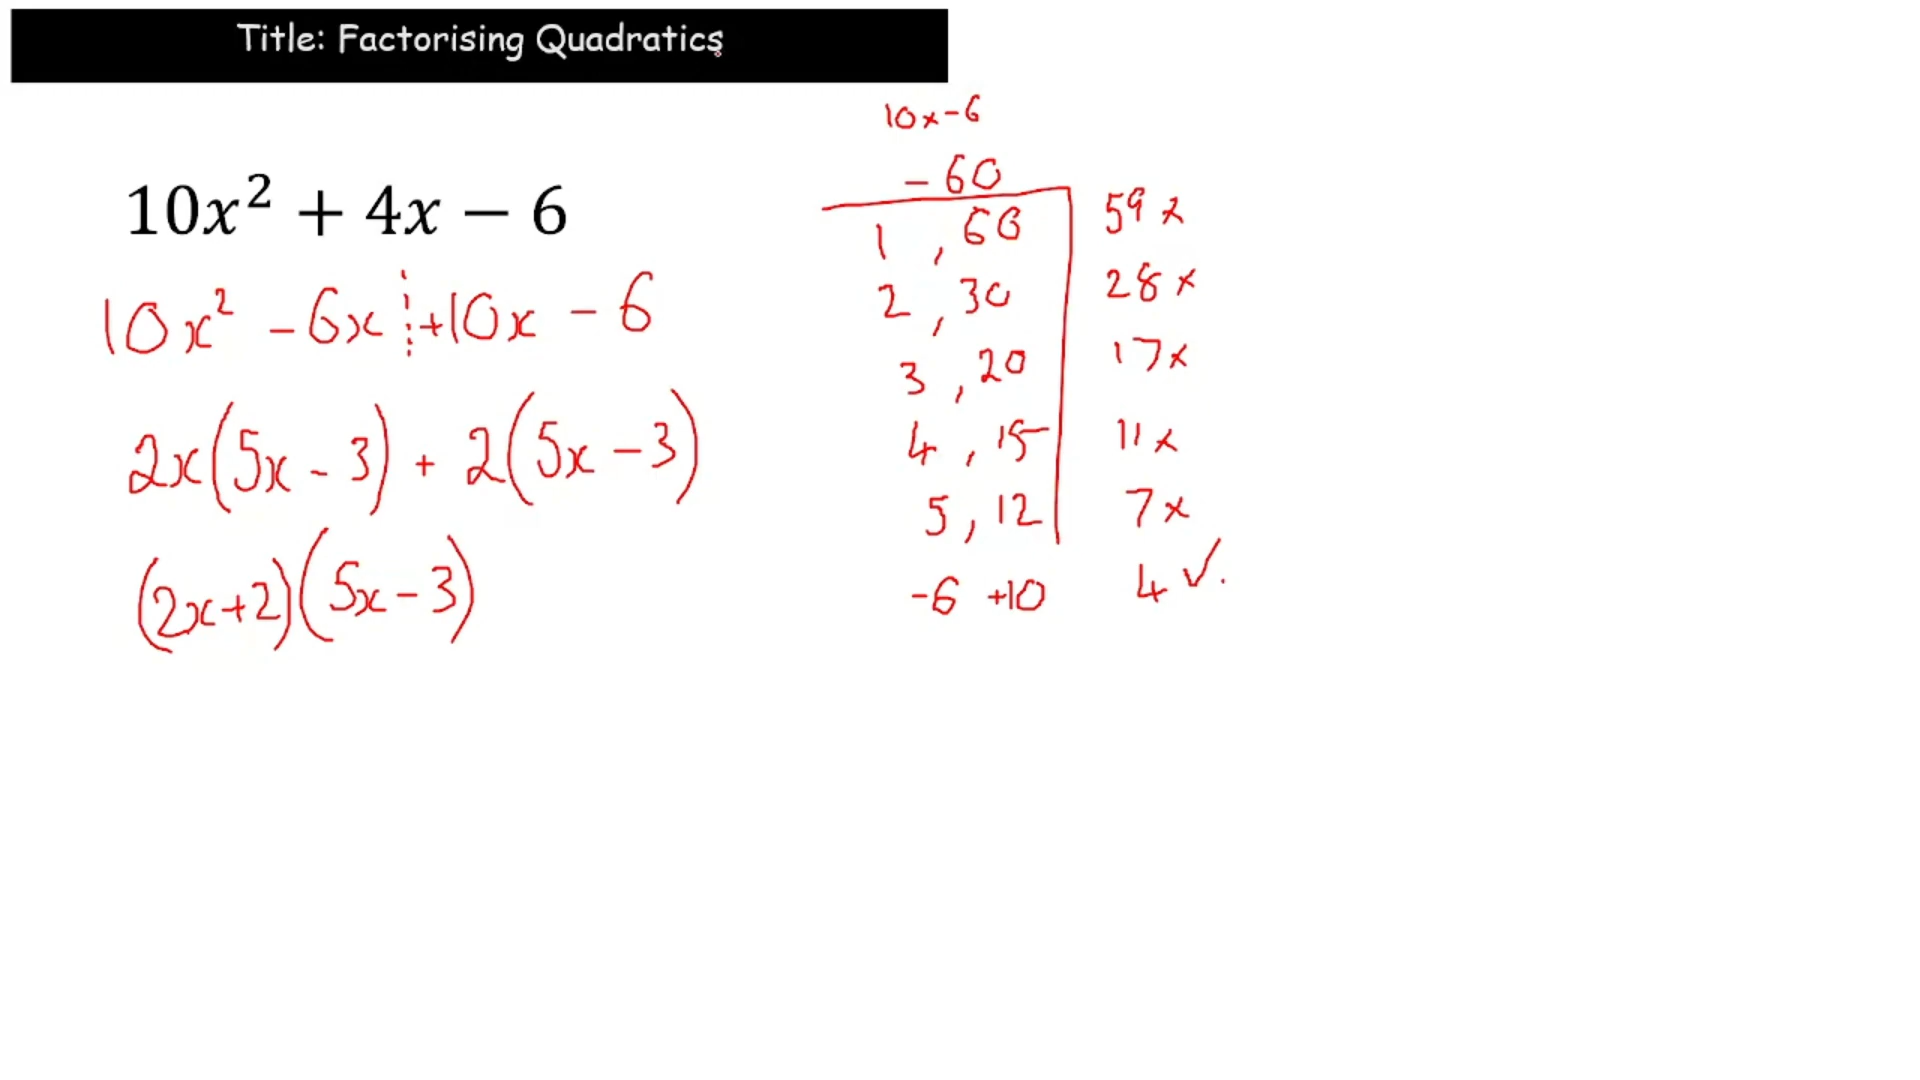 Title: Factorising Quadratics
10x² + 4x − 6
10x² − 6x + 10x − 6
2x(5x − 3) + 2(5x − 3)
(2x+2)(5x − 3)
10x−6
−60
1 , 60 59 x
2 , 30 28 x
3 , 20 17 x
4 , 15 11 x
5 , 12 7 x
−6 +10 4 ✓.